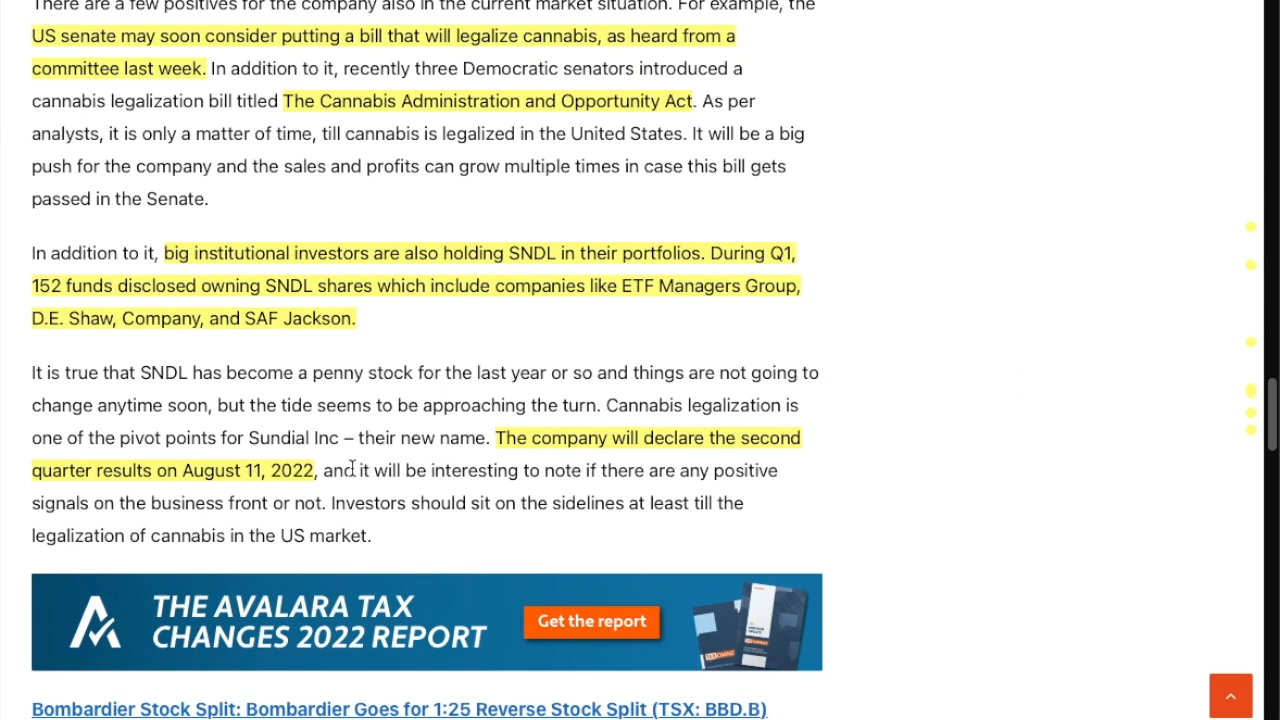 There are a few positives for the company also in the current market situation. For example, the
US senate may soon consider putting a bill that will legalize cannabis, as heard from a
committee last week. In addition to it, recently three Democratic senators introduced a
cannabis legalization bill titled The Cannabis Administration and Opportunity Act. As per
analysts, it is only a matter of time, till cannabis is legalized in the United States. It will be a big
push for the company and the sales and profits can grow multiple times in case this bill gets
passed in the Senate.
In addition to it, big institutional investors are also holding SNDL in their portfolios. During Q1,
152 funds disclosed owning SNDL shares which include companies like ETF Managers Group,
D.E. Shaw, Company, and SAF Jackson.
It is true that SNDL has become a penny stock for the last year or so and things are not going to
change anytime soon, but the tide seems to be approaching the turn. Cannabis legalization is
one of the pivot points for Sundial Inc – their new name. The company will declare the second
quarter results on August 11, 2022, and it will be interesting to note if there are any positive
signals on the business front or not. Investors should sit on the sidelines at least till the
legalization of cannabis in the US market.
THE AVALARA TAX
CHANGES 2022 REPORT
Get the report
Bombardier Stock Split: Bombardier Goes for 1:25 Reverse Stock Split (TSX: BBD.B)